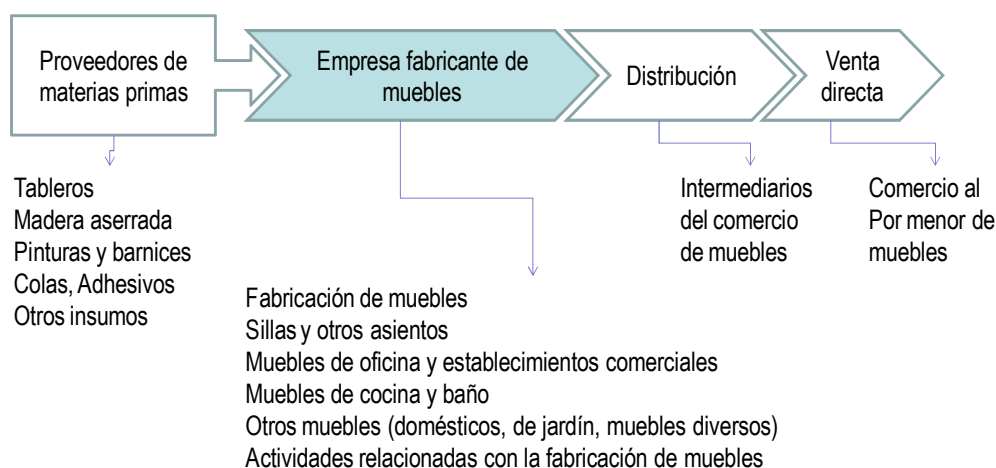 Proveedores de
materias primas
Empresa fabricante de
muebles
Distribución
Venta
directa
Tableros
Madera aserrada
Pinturas y barnices
Colas, Adhesivos
Otros insumos
Fabricación de muebles
Sillas y otros asientos
Muebles de oficina y establecimientos comerciales
Muebles de cocina y baño
Otros muebles (domésticos, de jardín, muebles diversos)
Actividades relacionadas con la fabricación de muebles
Intermediarios
del comercio
de muebles
Comercio al
Por menor de
muebles